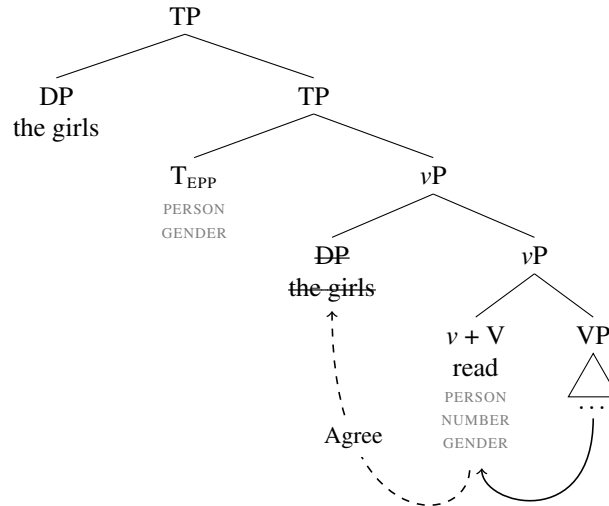 TP
DP TP
the girls
T_EPP vP
PERSON
GENDER
DP vP
the girls
v + V VP
read
PERSON ...
NUMBER
Agree
GENDER